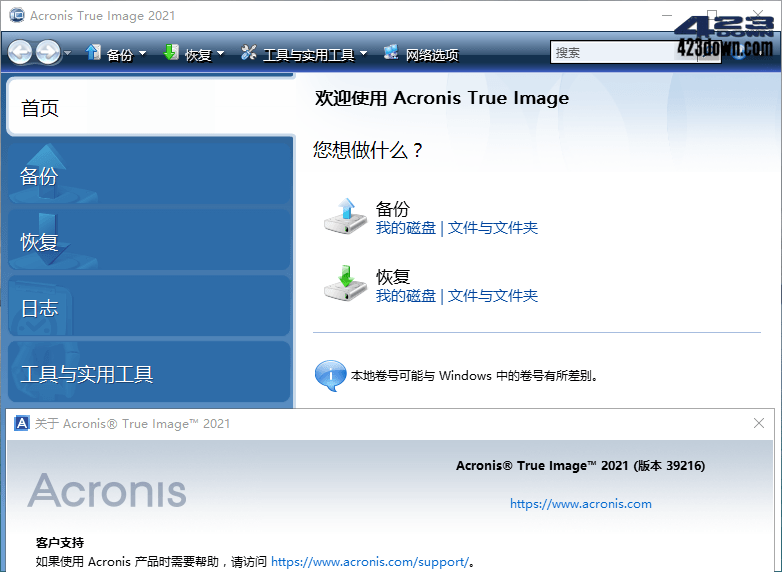 Acronis True Image 2021
423DOWN
423down.com
备份 恢复 工具与实用工具 网络选项 搜索
首页
备份
恢复
日志
工具与实用工具
欢迎使用 Acronis True Image
您想做什么？
备份
我的磁盘 | 文件与文件夹
恢复
我的磁盘 | 文件与文件夹
本地卷号可能与 Windows 中的卷号有所差别。
关于 Acronis® True Image™ 2021
Acronis
Acronis® True Image™ 2021 (版本 39216)
https://www.acronis.com
客户支持
如果使用 Acronis 产品时需要帮助，请访问 https://www.acronis.com/support/。